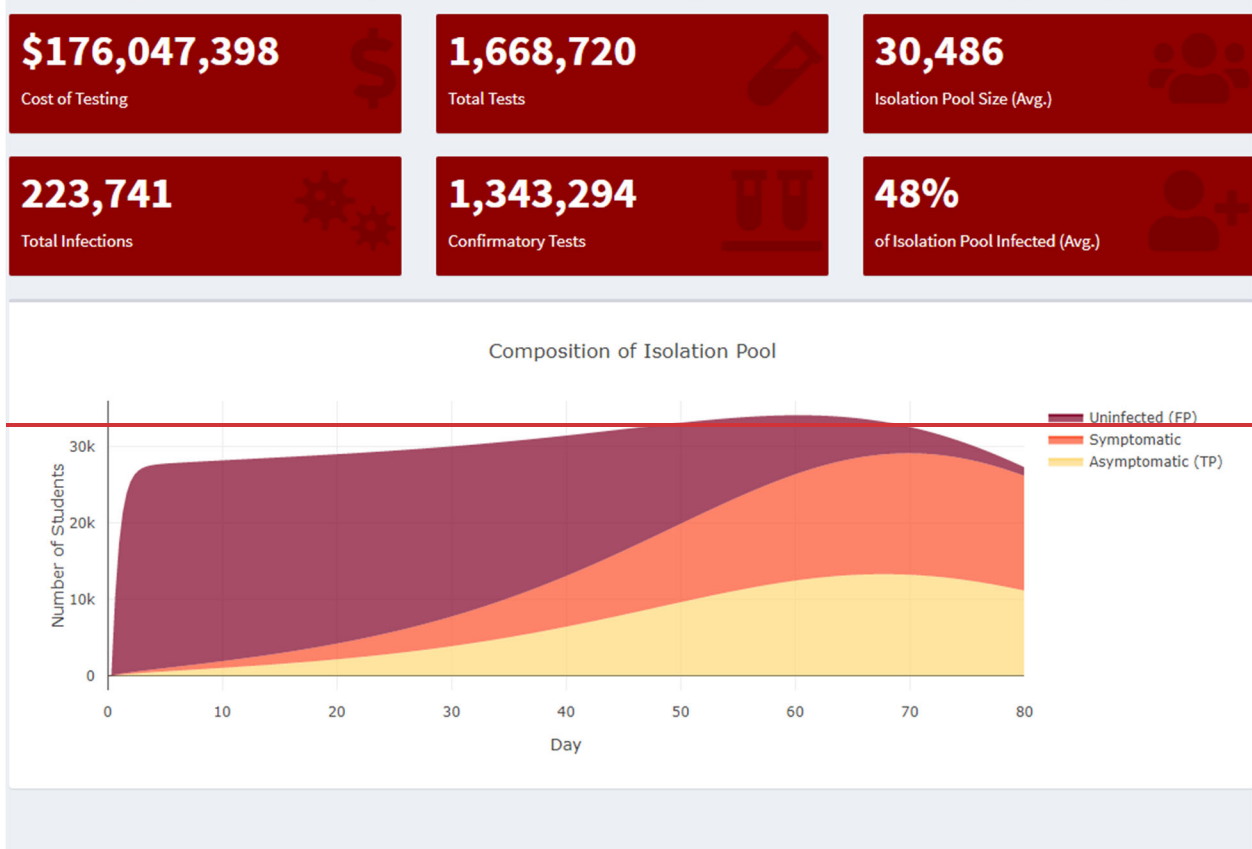 $176,047,398
Cost of Testing
1,668,720
Total Tests
30,486
Isolation Pool Size (Avg.)
223,741
Total Infections
1,343,294
Confirmatory Tests
48%
of Isolation Pool Infected (Avg.)
Composition of Isolation Pool
Uninfected (FP)
Symptomatic
Asymptomatic (TP)
Number of Students
30k
20k
10k
0
0 10 20 30 40 50 60 70 80
Day